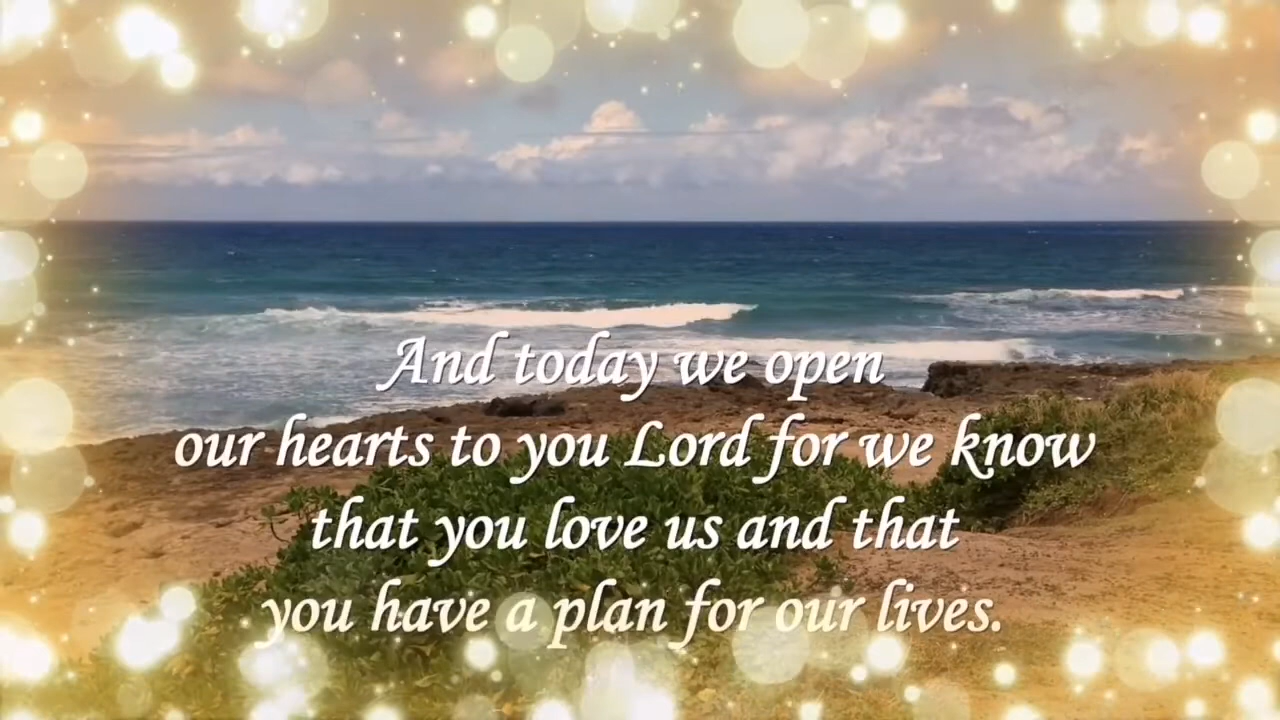 And today we open
our hearts to you Lord for we know
that you love us and that
you have a plan for our lives.